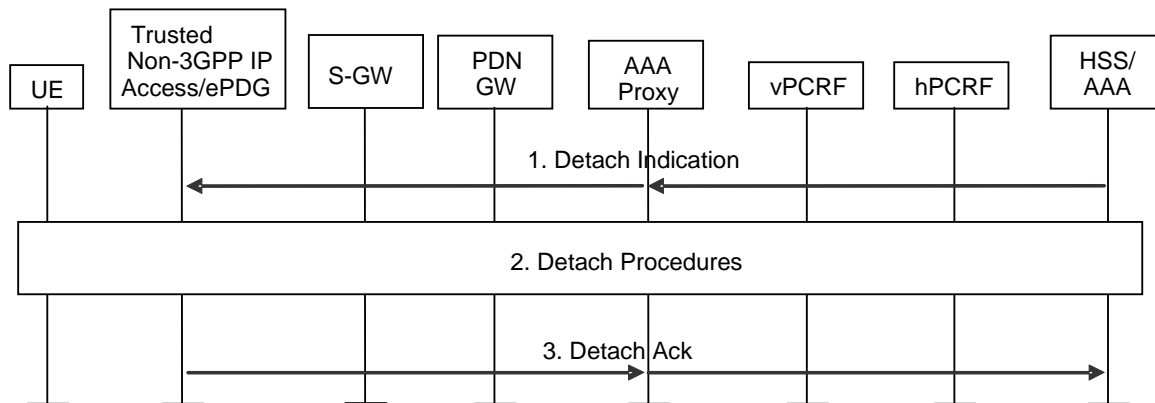 UE
Trusted
Non-3GPP IP
Access/ePDG
S-GW
PDN
GW
AAA
Proxy
vPCRF
hPCRF
HSS/
AAA
1. Detach Indication
2. Detach Procedures
3. Detach Ack